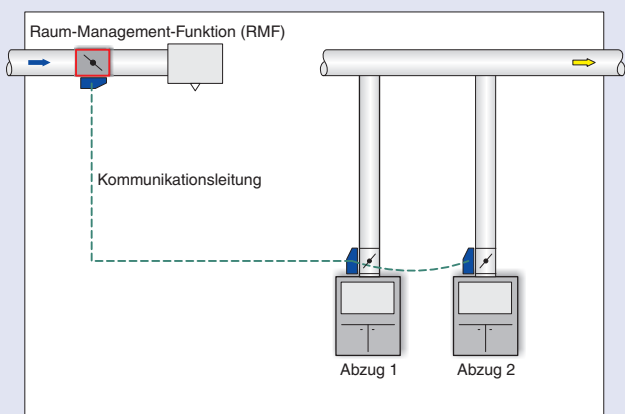 Raum-Management-Funktion (RMF)
Kommunikationsleitung
Abzug 1
Abzug 2